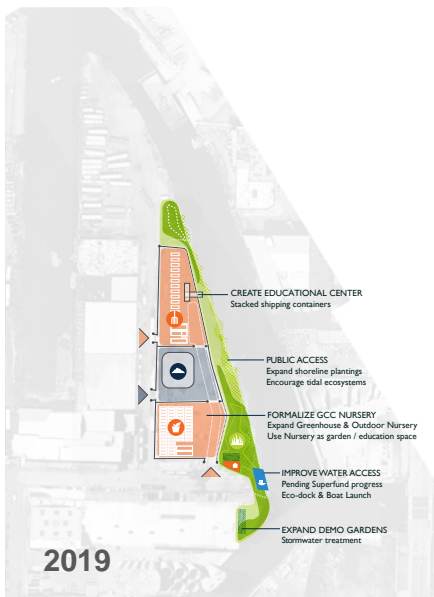 CREATE EDUCATIONAL CENTER
Stacked shipping containers
PUBLIC ACCESS
Expand shoreline plantings
Encourage tidal ecosystems
FORMALIZE GCC NURSERY
Expand Greenhouse & Outdoor Nursery
Use Nursery as garden / education space
IMPROVE WATER ACCESS
Pending Superfund progress
Eco-dock & Boat Launch
EXPAND DEMO GARDENS
Stormwater treatment
2019